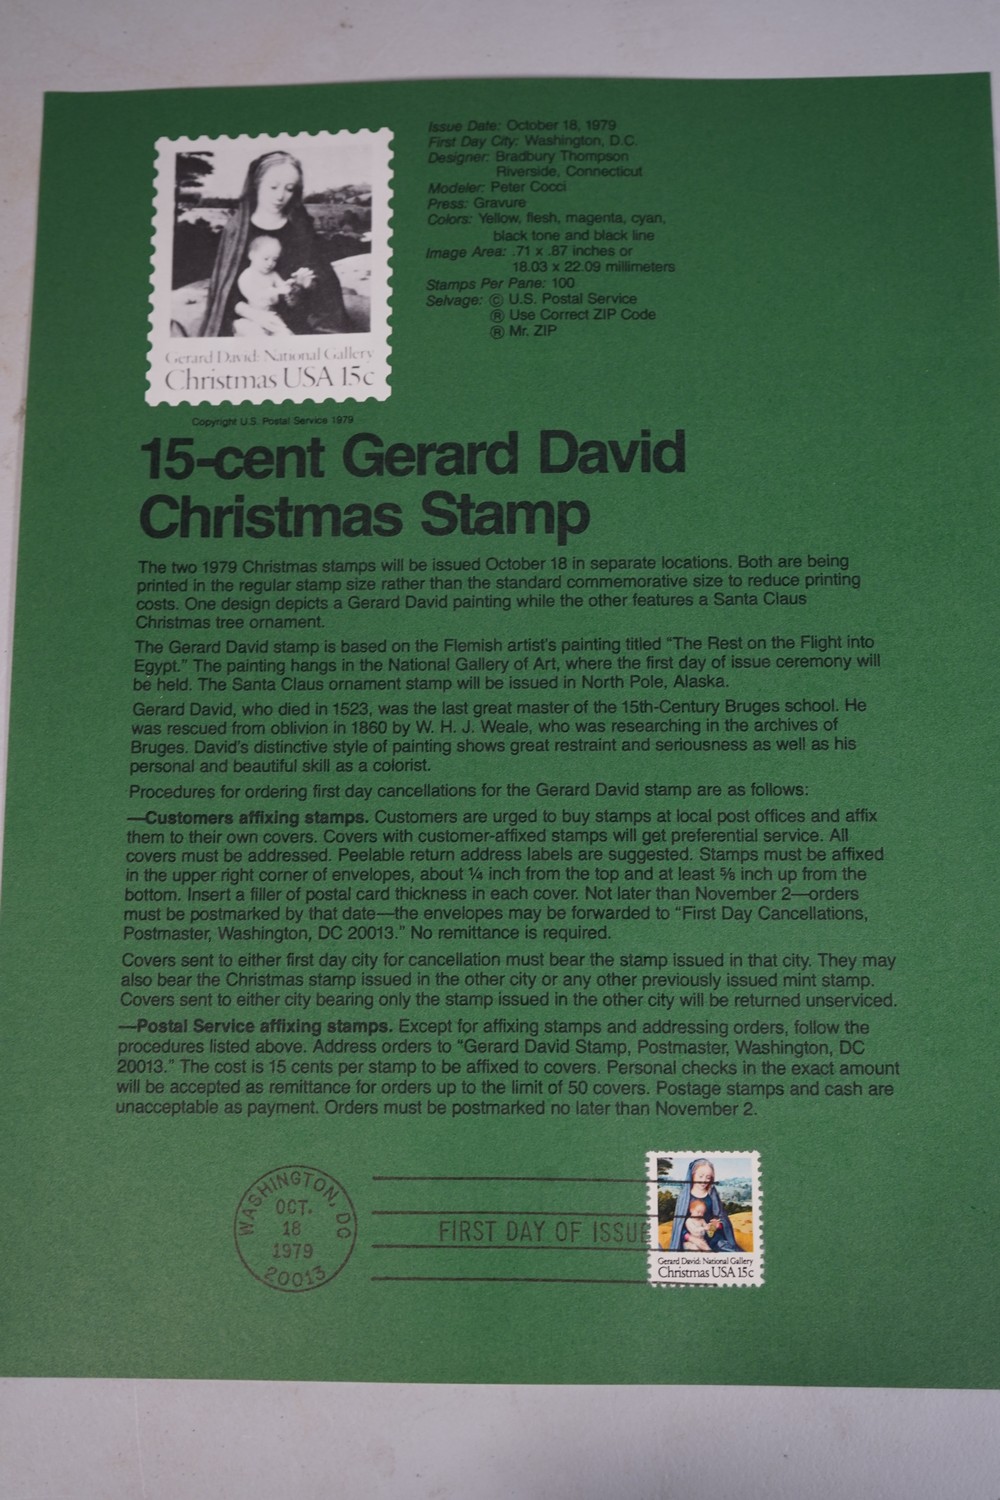 Issue Date: October 18, 1979
First Day City: Washington, D.C.
Designer: Bradbury Thompson
Riverside, Connecticut
Modeler: Peter Cocci
Press: Gravure
Colors: Yellow, flesh, magenta, cyan,
black tone and black line
Image Area: .71 x .87 inches or
18.03 x 22.09 millimeters
Stamps Per Pane: 100
Selvage: © U.S. Postal Service
® Use Correct ZIP Code
® Mr. ZIP
Gerard David: National Gallery
Christmas USA 15c
Copyright U.S. Postal Service 1979
15-cent Gerard David
Christmas Stamp
The two 1979 Christmas stamps will be issued October 18 in separate locations. Both are being
printed in the regular stamp size rather than the standard commemorative size to reduce printing
costs. One design depicts a Gerard David painting while the other features a Santa Claus
Christmas tree ornament.
The Gerard David stamp is based on the Flemish artist's painting titled “The Rest on the Flight into
Egypt.” The painting hangs in the National Gallery of Art, where the first day of issue ceremony will
be held. The Santa Claus ornament stamp will be issued in North Pole, Alaska.
Gerard David, who died in 1523, was the last great master of the 15th-Century Bruges school. He
was rescued from oblivion in 1860 by W. H. J. Weale, who was researching in the archives of
Bruges. David's distinctive style of painting shows great restraint and seriousness as well as his
personal and beautiful skill as a colorist.
Procedures for ordering first day cancellations for the Gerard David stamp are as follows:
—Customers affixing stamps. Customers are urged to buy stamps at local post offices and affix
them to their own covers. Covers with customer-affixed stamps will get preferential service. All
covers must be addressed. Peelable return address labels are suggested. Stamps must be affixed
in the upper right corner of envelopes, about ¼ inch from the top and at least ⅝ inch up from the
bottom. Insert a filler of postal card thickness in each cover. Not later than November 2—orders
must be postmarked by that date—the envelopes may be forwarded to “First Day Cancellations,
Postmaster, Washington, DC 20013.” No remittance is required.
Covers sent to either first day city for cancellation must bear the stamp issued in that city. They may
also bear the Christmas stamp issued in the other city or any other previously issued mint stamp.
Covers sent to either city bearing only the stamp issued in the other city will be returned unserviced.
—Postal Service affixing stamps. Except for affixing stamps and addressing orders, follow the
procedures listed above. Address orders to “Gerard David Stamp, Postmaster, Washington, DC
20013.” The cost is 15 cents per stamp to be affixed to covers. Personal checks in the exact amount
will be accepted as remittance for orders up to the limit of 50 covers. Postage stamps and cash are
unacceptable as payment. Orders must be postmarked no later than November 2.
WASHINGTON, DC
OCT.
18
1979
20013
FIRST DAY OF ISSUE
Gerard David: National Gallery
Christmas USA 15c